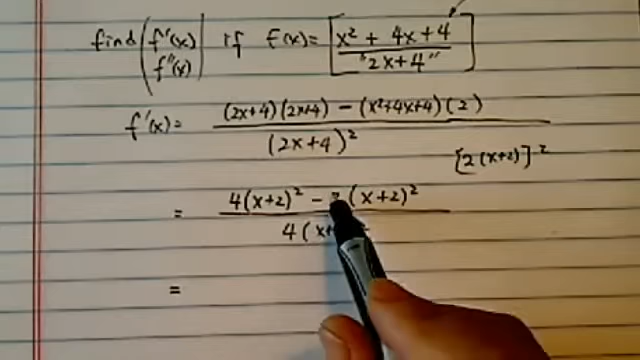 find (f'(x) f''(x)) if f(x) = [x² + 4x + 4 / 2x + 4]
f'(x) = (2x+4)(2x+4) - (x²+4x+4)(2) / (2x+4)²
[2(x+2)]²
= 4(x+2)² - (x+2)² / 4(x
=